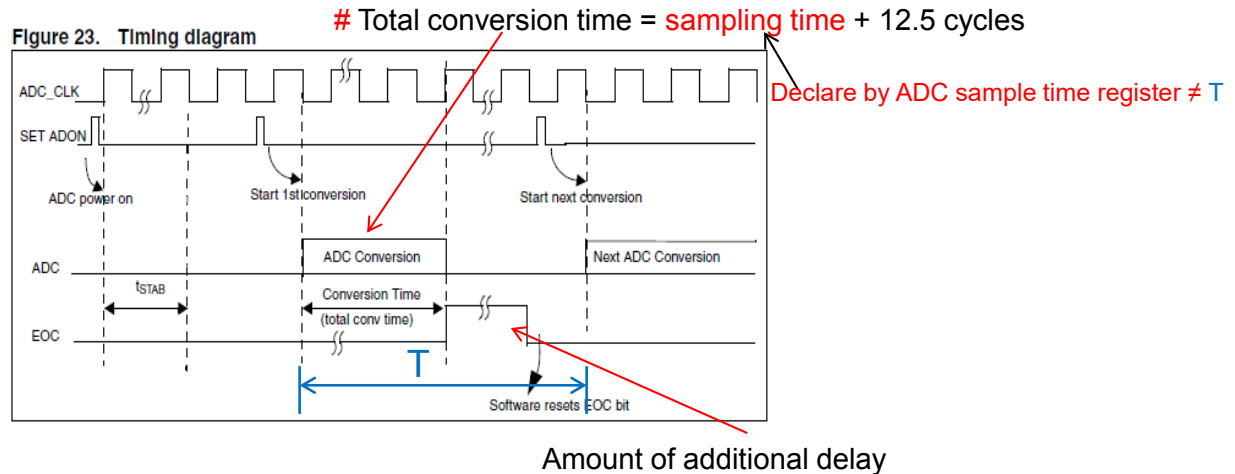 # Total conversion time = sampling time + 12.5 cycles
Figure 23. Timing diagram
ADC_CLK
Declare by ADC sample time register ≠ T
SET ADON
ADC power on
Start 1st conversion
Start next conversion
ADC
ADC Conversion
Next ADC Conversion
tSTAB
Conversion Time
(total conv time)
EOC
T
Software resets EOC bit
Amount of additional delay